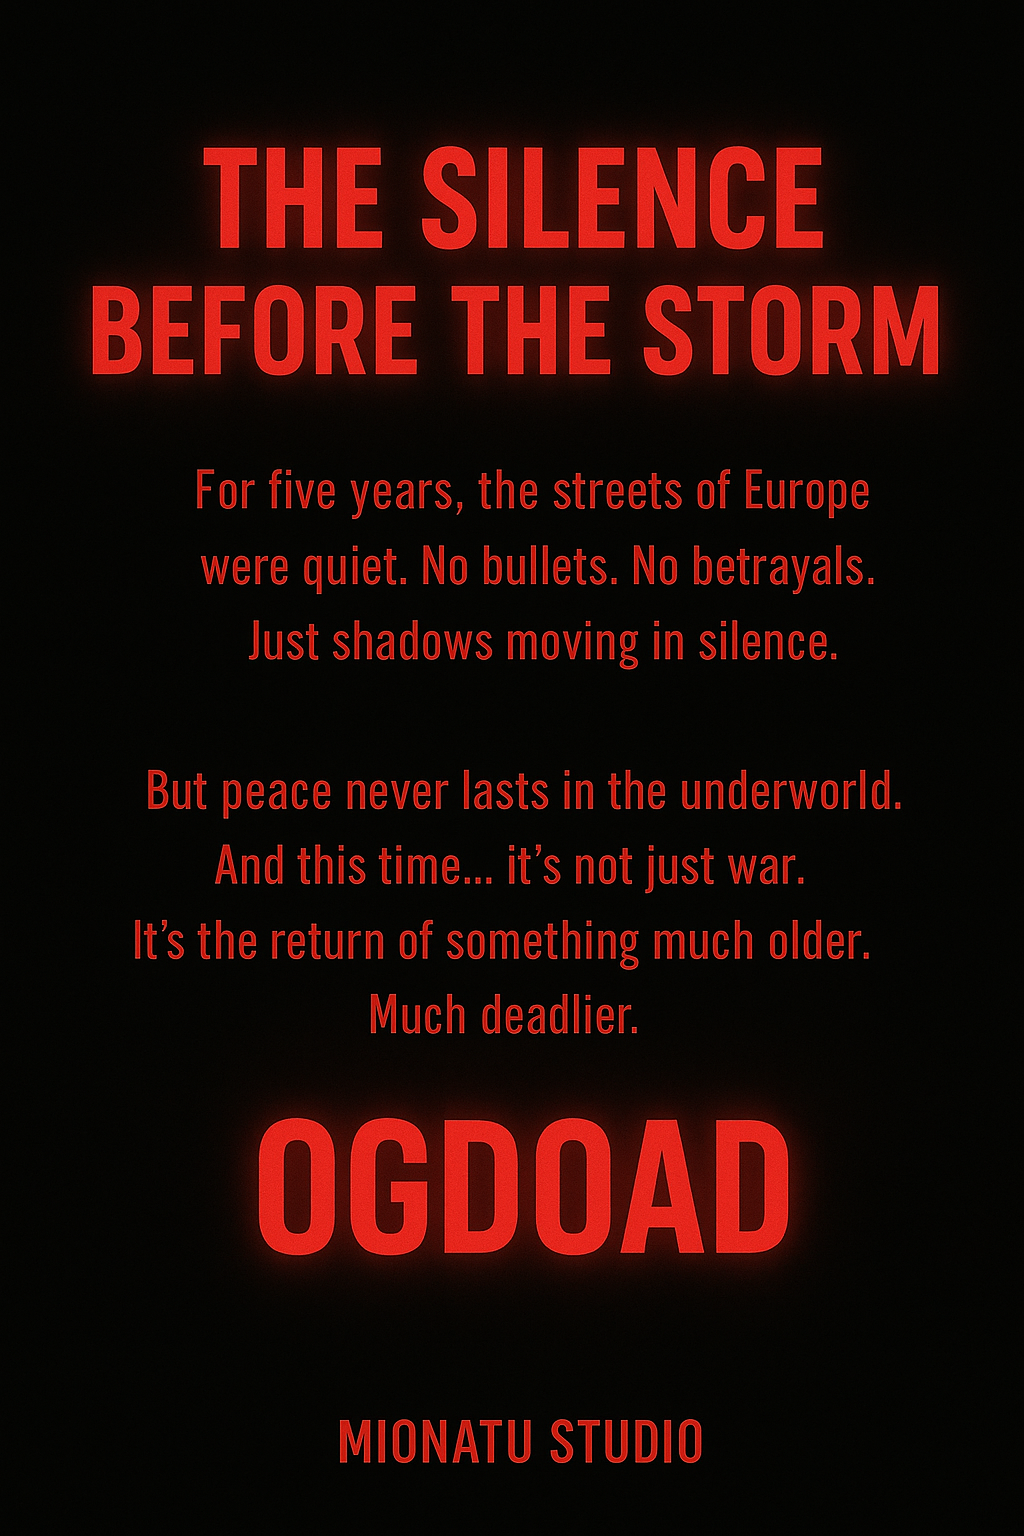 THE SILENCE
BEFORE THE STORM
For five years, the streets of Europe
were quiet. No bullets. No betrayals.
Just shadows moving in silence.
But peace never lasts in the underworld.
And this time... it’s not just war.
It’s the return of something much older.
Much deadlier.
OGDOAD
MIONATU STUDIO